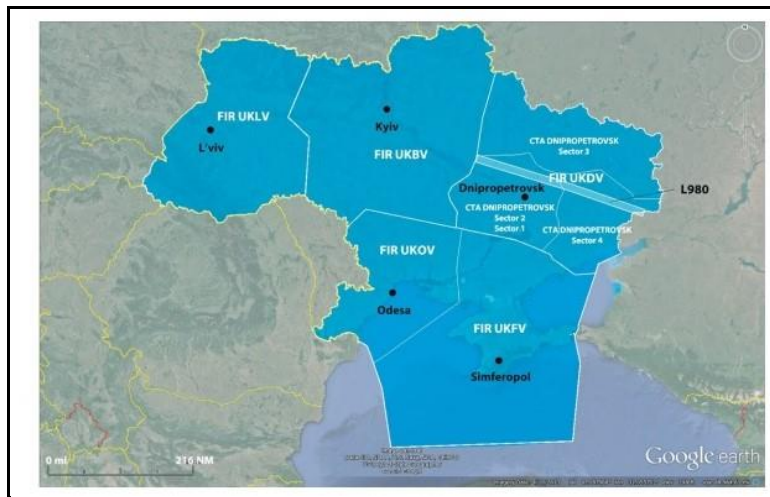 FIR UKLV
L'viv
Kyiv
FIR UKBV
CTA DNIPROPETROVSK
Sector 3
FIR UKDV
L980
Dnipropetrovsk
CTA DNIPROPETROVSK
Sector 2
Sector 1
CTA DNIPROPETROVSK
Sector 4
FIR UKOV
Odesa
FIR UKFV
Simferopol
0 mi
216 NM
Google earth